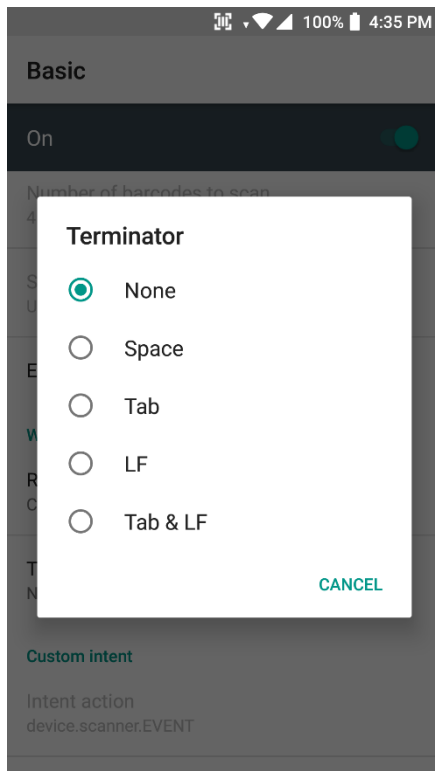 100% 4:35 PM
Basic
On
Number of barcodes to scan
4
S
U
Terminator
None
Space
Tab
LF
Tab & LF
CANCEL
E
W
R
C
T
N
Custom intent
Intent action
device.scanner.EVENT